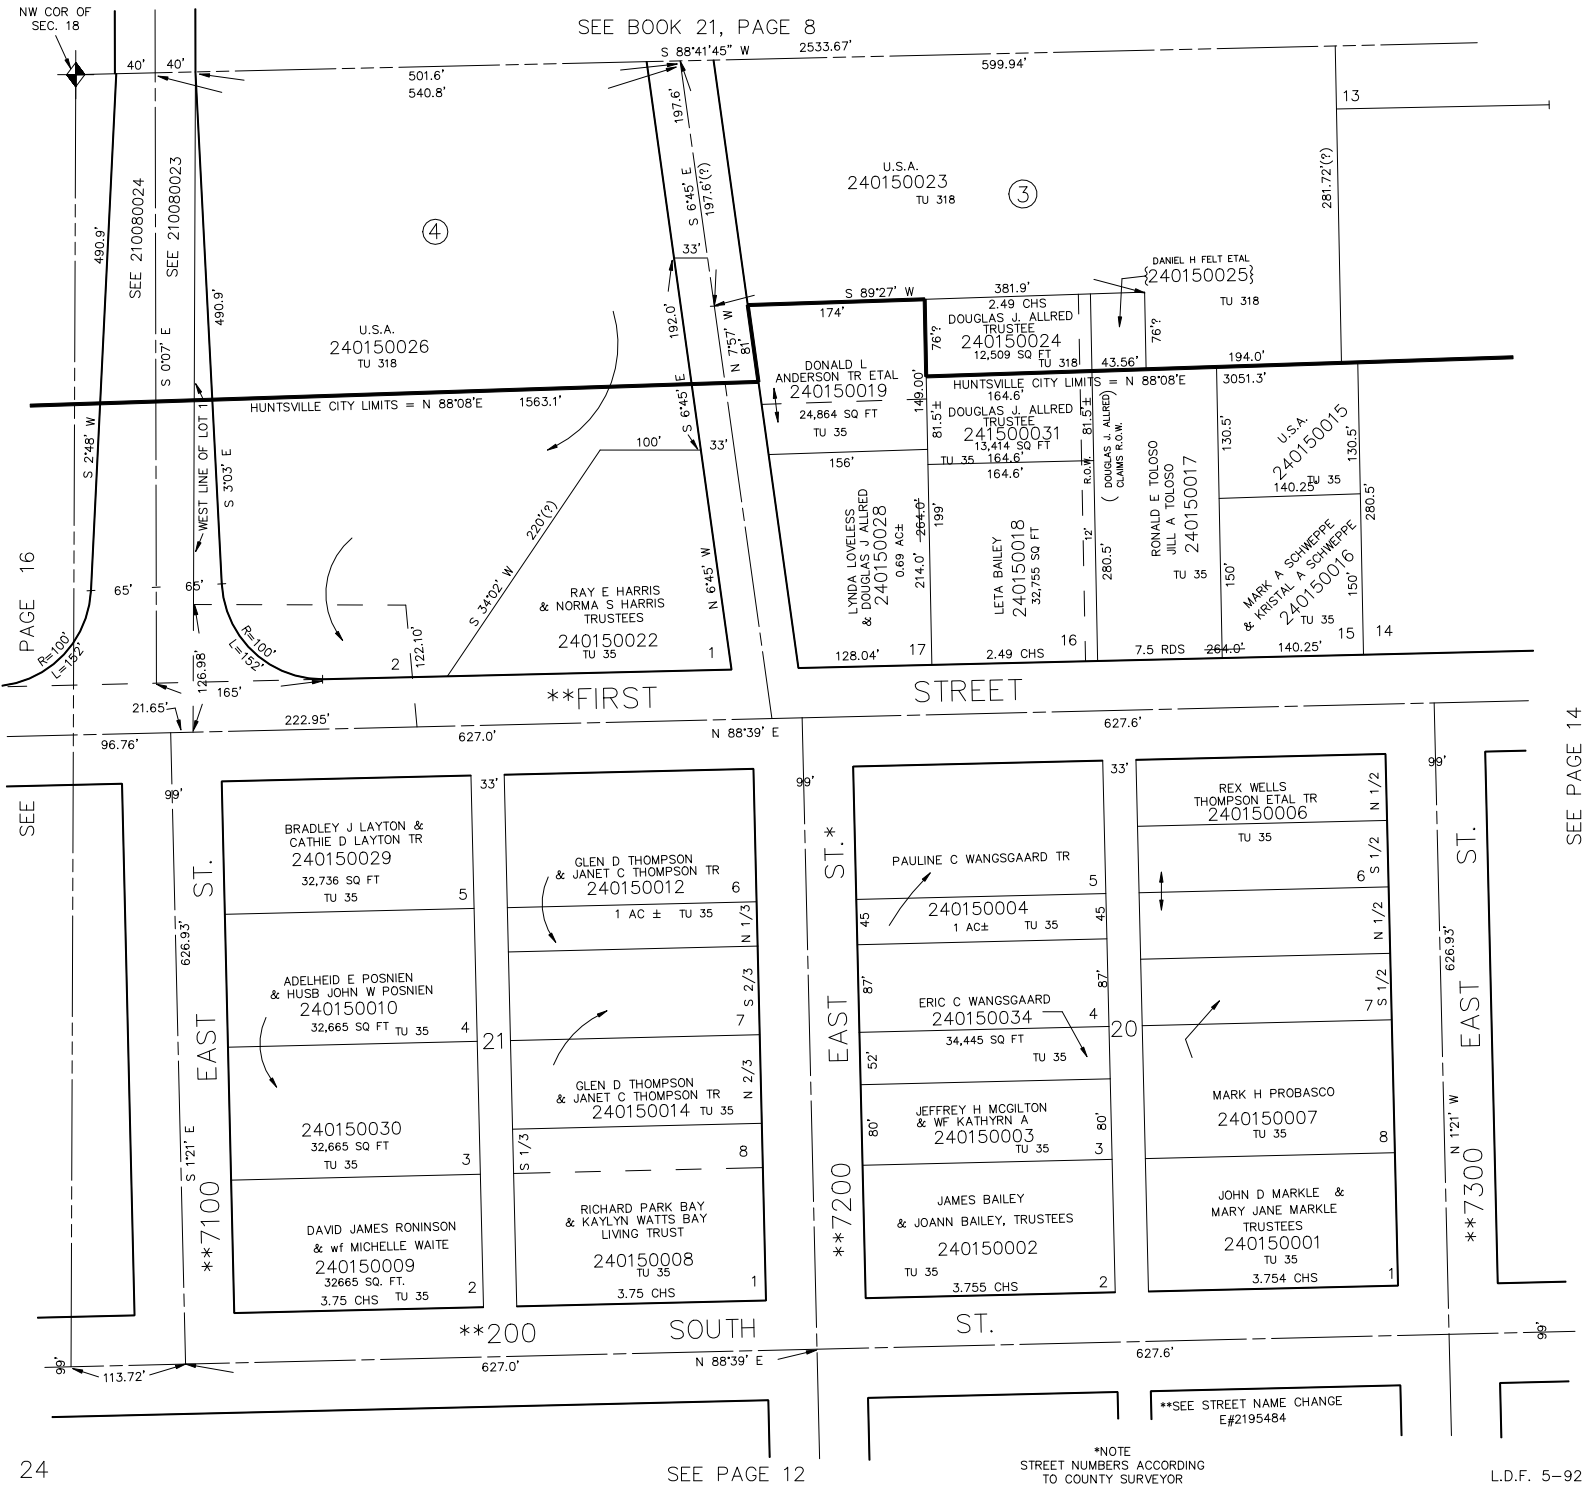 NW COR OF
SEC. 18
SEE BOOK 21, PAGE 8
S 88°41'45" W
2533.67'
40'
40'
501.6'
540.8'
599.94'
13
197.6'
S 6°45' E
197.6'(?)
33'
281.72'(?)
U.S.A.
240150023
TU 318
3
4
SEE 210080024
SEE 210080023
490.9'
490.9'
S 0°07' E
U.S.A.
240150026
TU 318
192.0'
N 7°57' W
81'
S 89°27' W
174'
381.9'
2.49 CHS
DOUGLAS J. ALLRED
TRUSTEE
240150024
12,509 SQ FT
TU 318
76'?
76'?
43.56'
DANIEL H FELT ETAL
{240150025}
TU 318
194.0'
HUNTSVILLE CITY LIMITS = N 88°08'E
1563.1'
HUNTSVILLE CITY LIMITS = N 88°08'E
3051.3'
DONALD L
ANDERSON TR ETAL
240150019
24,864 SQ FT
TU 35
149.00'
164.6'
DOUGLAS J. ALLRED
TRUSTEE
241500031
13,414 SQ FT
TU 35
164.6'
164.6'
81.5'±
81.5'±
R.O.W.
12'
( DOUGLAS J. ALLRED )
CLAIMS R.O.W.
S 2°48' W
WEST LINE OF LOT 1
S 3°03' E
S 6°45' E
33'
100'
220'(?)
S 34°02' W
N 6°45' W
156'
LYNDA LOVELESS
& DOUGLAS J ALLRED
240150028
0.69 AC±
214.0'
264.0'
199'
LETA BAILEY
240150018
32,755 SQ FT
280.5'
RONALD E TOLOSO
JILL A TOLOSO
240150017
TU 35
130.5'
130.5'
U.S.A.
240150015
TU 35
140.25'
280.5'
150'
150'
MARK A SCHWEPPE
& KRISTAL A SCHWEPPE
240150016
TU 35
15
14
16
17
PAGE 16
65'
65'
R=100'
L=152'
R=100'
L=152'
126.98'
122.10'
2
RAY E HARRIS
& NORMA S HARRIS
TRUSTEES
240150022
TU 35
1
128.04'
2.49 CHS
7.5 RDS
264.0'
140.25'
**FIRST
STREET
165'
21.65'
222.95'
96.76'
627.0'
N 88°39' E
627.6'
SEE
SEE PAGE 14
99'
33'
99'
33'
99'
BRADLEY J LAYTON &
CATHIE D LAYTON TR
240150029
32,736 SQ FT
TU 35
5
GLEN D THOMPSON
& JANET C THOMPSON TR
240150012
6
1 AC ±
TU 35
N 1/3
PAULINE C WANGSGAARD TR
5
240150004
1 AC±
TU 35
45
45
REX WELLS
THOMPSON ETAL TR
240150006
TU 35
N 1/2
S 1/2
6
N 1/2
S 1/2
7
626.93'
626.93'
ADELHEID E POSNIEN
& HUSB JOHN W POSNIEN
240150010
32,665 SQ FT
TU 35
4
21
S 2/3
7
87'
87'
ERIC C WANGSGAARD
240150034
4
34,445 SQ FT
TU 35
20
52'
GLEN D THOMPSON
& JANET C THOMPSON TR
240150014
TU 35
N 2/3
S 1/3
8
240150030
32,665 SQ FT
TU 35
3
JEFFREY H MCGILTON
& WF KATHYRN A
240150003
TU 35
3
80'
80'
MARK H PROBASCO
240150007
TU 35
8
S 1°21' E
N 1°21' W
**7100 EAST ST.
**7200 EAST ST.*
**7300 EAST ST.
DAVID JAMES RONINSON
& wf MICHELLE WAITE
240150009
32665 SQ. FT.
3.75 CHS
TU 35
2
RICHARD PARK BAY
& KAYLYN WATTS BAY
LIVING TRUST
240150008
TU 35
3.75 CHS
1
JAMES BAILEY
& JOANN BAILEY, TRUSTEES
240150002
TU 35
3.755 CHS
2
JOHN D MARKLE &
MARY JANE MARKLE
TRUSTEES
240150001
TU 35
3.754 CHS
1
**200
SOUTH
ST.
99'
113.72'
627.0'
N 88°39' E
627.6'
99'
**SEE STREET NAME CHANGE
E#2195484
24
SEE PAGE 12
*NOTE
STREET NUMBERS ACCORDING
TO COUNTY SURVEYOR
L.D.F. 5-92